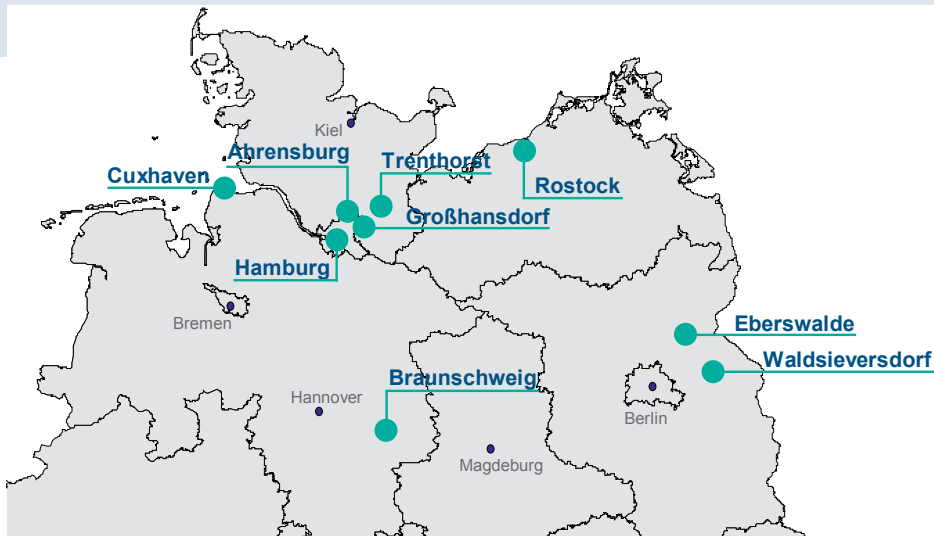 Kiel
Ahrensburg
Trenthorst
Cuxhaven
Rostock
Großhansdorf
Hamburg
Bremen
Eberswalde
Waldsieversdorf
Braunschweig
Hannover
Berlin
Magdeburg